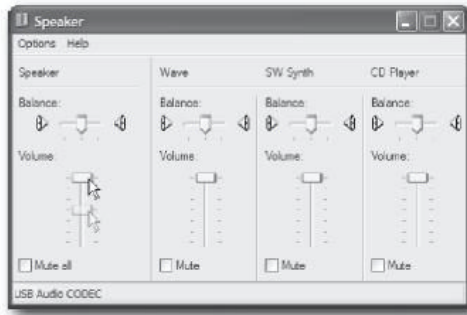 Speaker
Options Help
Speaker Wave SW Synth CD Player
Balance: Balance: Balance: Balance:
Volume: Volume: Volume: Volume:
Mute all Mute Mute Mute
USB Audio CODEC